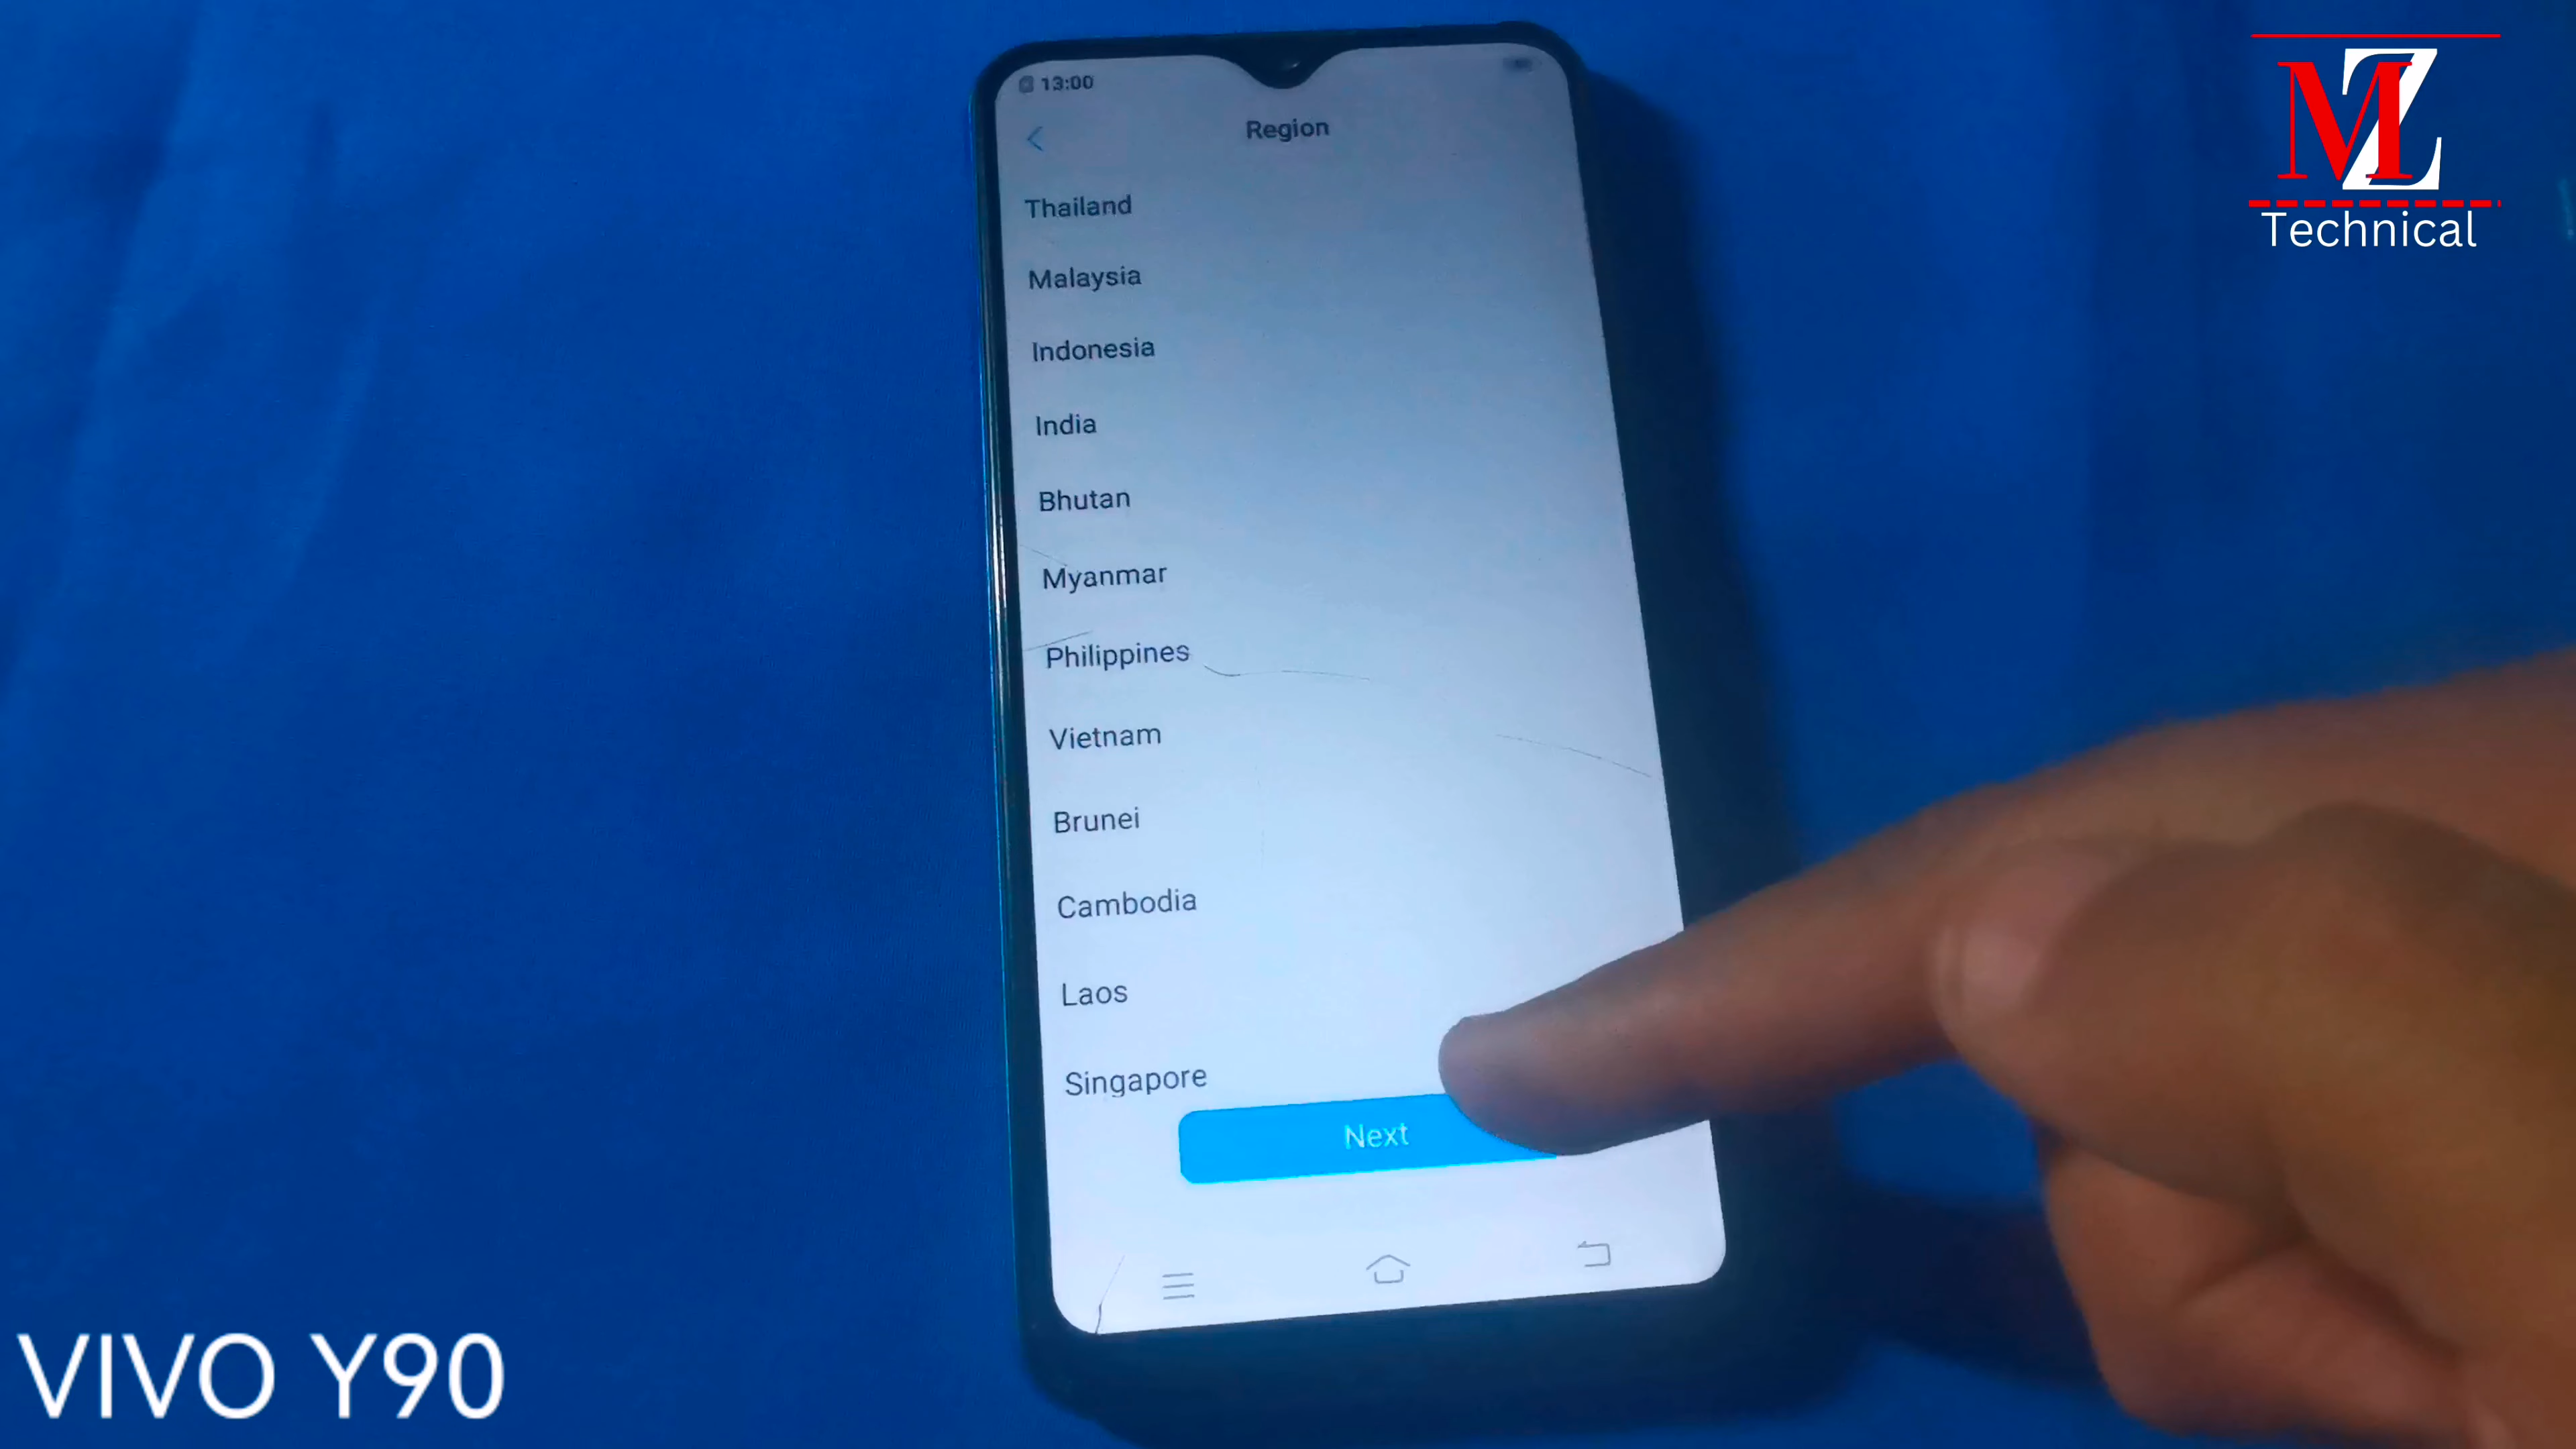 13:00
Region
Thailand
Malaysia
Indonesia
India
Bhutan
Myanmar
Philippines
Vietnam
Brunei
Cambodia
Laos
Singapore
Next
MZ
Technical
VIVO Y90